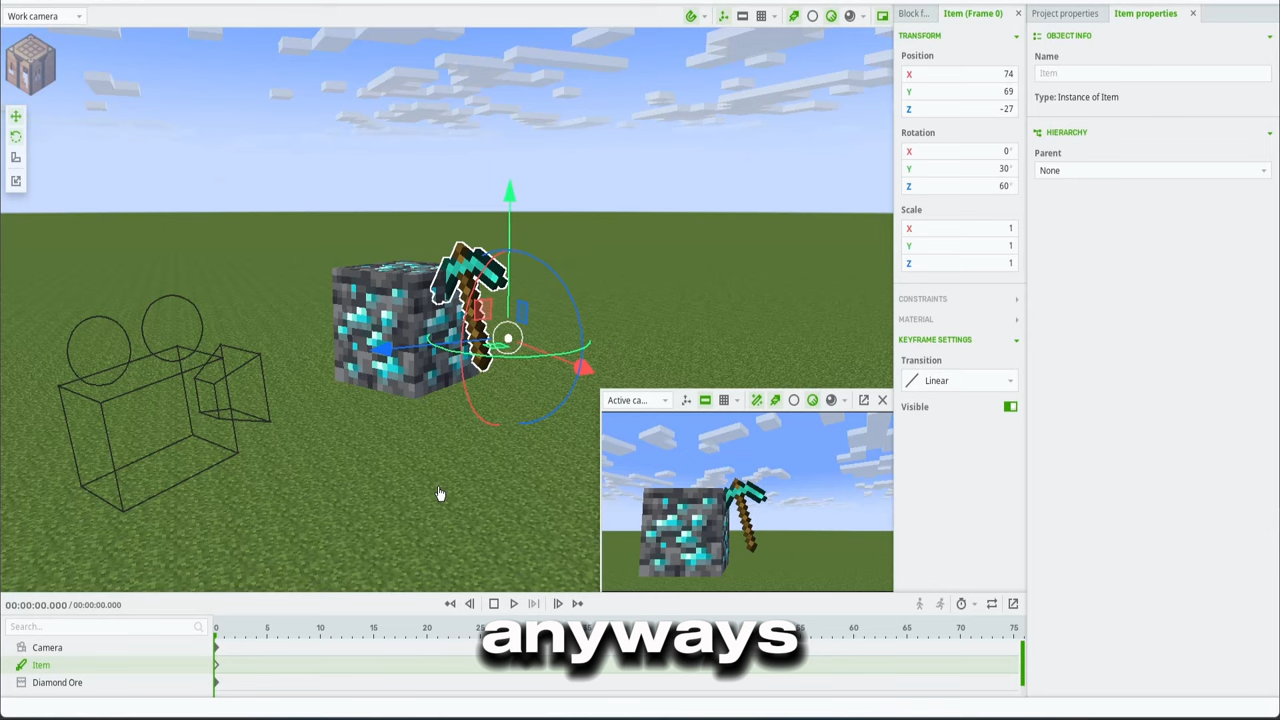 Work camera
Block f...
Item (Frame 0)
TRANSFORM
Position
X 74
Y 69
Z -27
Rotation
X 0°
Y 30°
Z 60°
Scale
X 1
Y 1
Z 1
CONSTRAINTS
MATERIAL
KEYFRAME SETTINGS
Transition
Linear
Visible
Project properties
Item properties
OBJECT INFO
Name
Item
Type: Instance of Item
HIERARCHY
Parent
None
Active ca...
00:00:00.000 / 00:00:00.000
Search...
0 5 10 15 20 25 30 55 60 65 70 75
Camera
Item
Diamond Ore
anyways